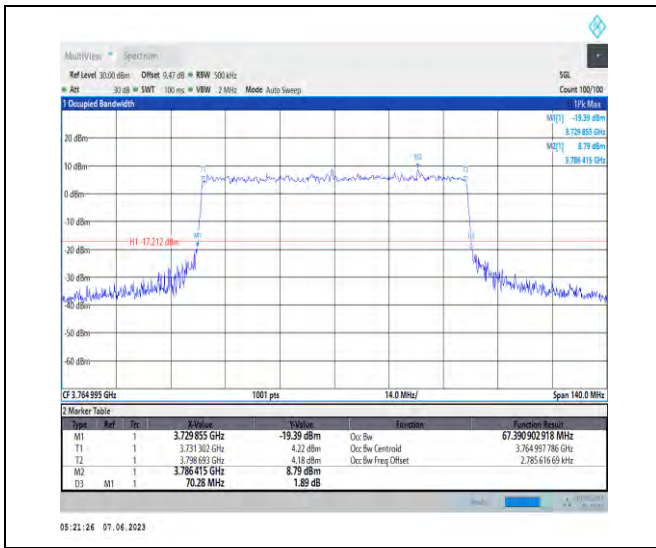 MultiView Spectrum
Ref Level 30.00 dBm Offset 9.47 dB RBW 500 kHz SGL
Att 30 dB SWT 100 ms VBW 2 MHz Mode Auto Sweep Count 100/100
1 Occupied Bandwidth 1Pk Max
M1[1] -19.39 dBm
3.729 855 GHz
M2[1] 8.79 dBm
3.786 415 GHz
20 dBm
10 dBm
0 dBm
-10 dBm
-20 dBm
-30 dBm
-40 dBm
-50 dBm
-60 dBm
T1
M2
T2
M1
H1 -17.212 dBm
D3
CF 3.764 995 GHz 1001 pts 14.0 MHz/ Span 140.0 MHz
2 Marker Table
Type Ref Trc X-Value Y-Value Function Function Result
M1 1 3.729 855 GHz -19.39 dBm Occ Bw 67.390 902 918 MHz
T1 1 3.731 302 GHz 4.22 dBm Occ Bw Centroid 3.764 997 786 GHz
T2 1 3.798 693 GHz 4.18 dBm Occ Bw Freq Offset 2.785 616 69 kHz
M2 1 3.786 415 GHz 8.79 dBm
D3 M1 1 70.28 MHz 1.89 dB
05:21:26 07.06.2023